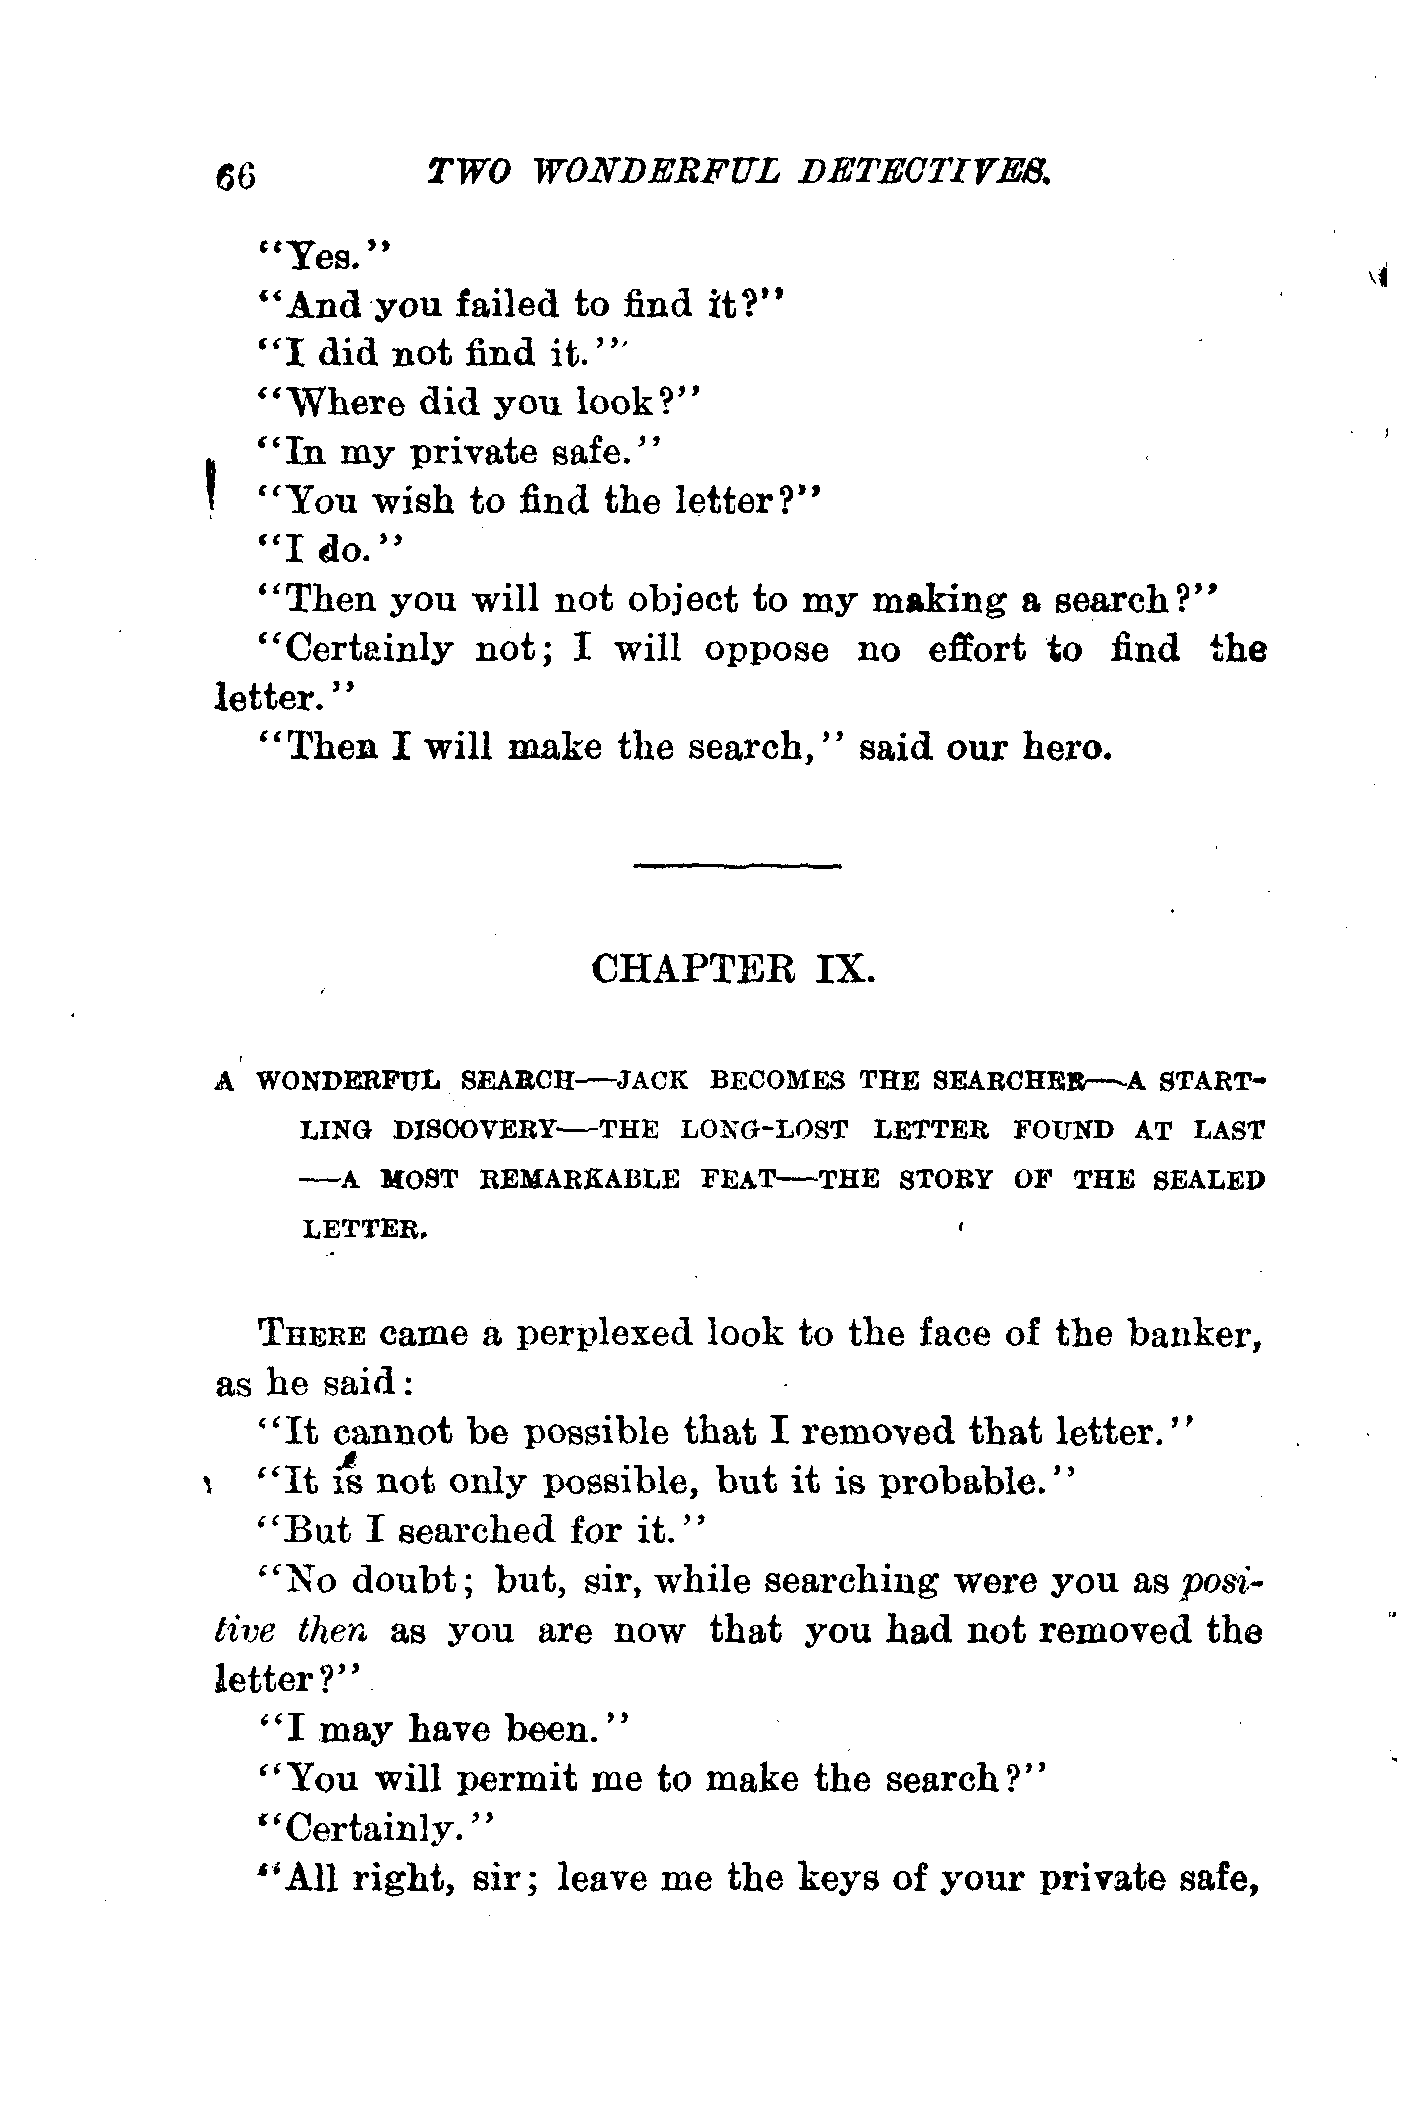 66 TWO WONDERFUL DETECTIVES.
"Yes."
"And you failed to find it?"
"I did not find it."
"Where did you look?"
"In my private safe."
"You wish to find the letter?"
"I do."
"Then you will not object to my making a search?"
"Certainly not; I will oppose no effort to find the
letter."
"Then I will make the search," said our hero.
CHAPTER IX.
A WONDERFUL SEARCH—JACK BECOMES THE SEARCHER—A START-
LING DISCOVERY—THE LONG-LOST LETTER FOUND AT LAST
—A MOST REMARKABLE FEAT—THE STORY OF THE SEALED
LETTER.
THERE came a perplexed look to the face of the banker,
as he said:
"It cannot be possible that I removed that letter."
"It is not only possible, but it is probable."
"But I searched for it."
"No doubt; but, sir, while searching were you as posi-
tive then as you are now that you had not removed the
letter?"
"I may have been."
"You will permit me to make the search?"
"Certainly."
"All right, sir; leave me the keys of your private safe,